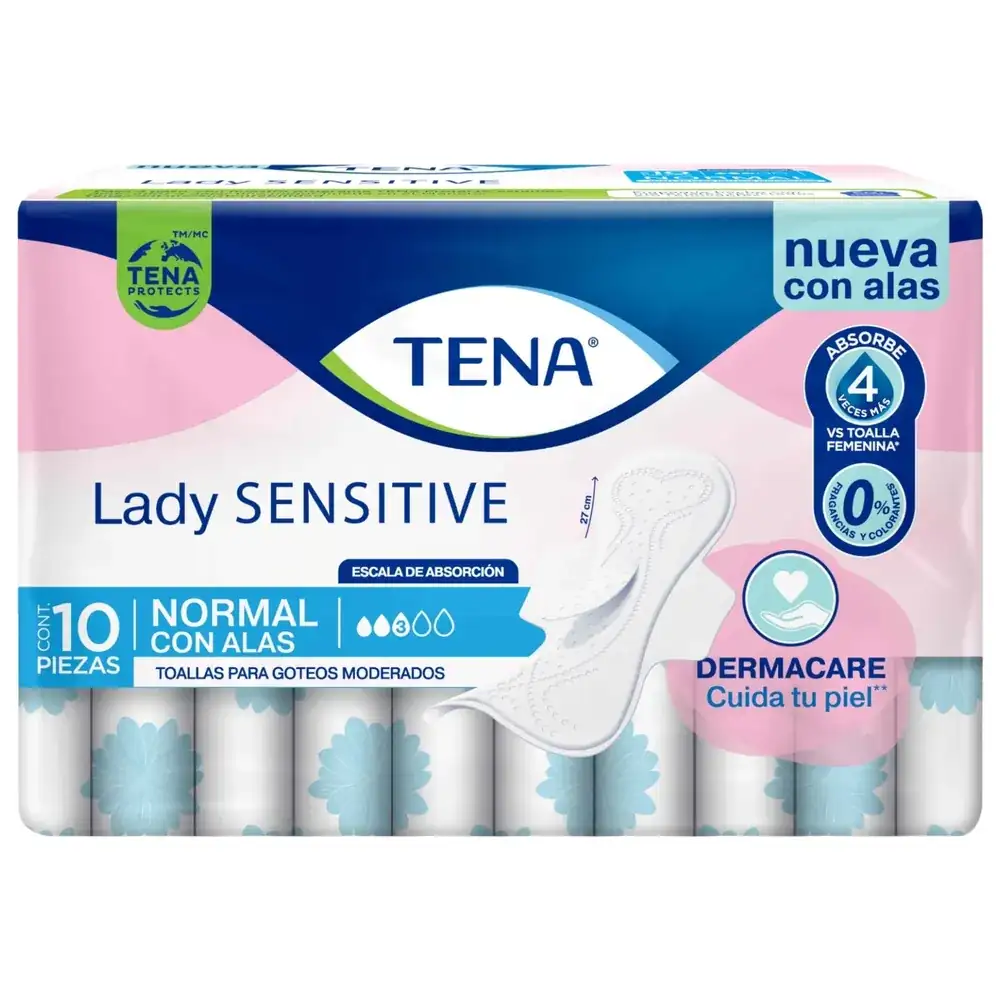 nueva
TENA
Lady SENSITIVE
TM/MC
TENA
PROTECTS
nueva
con alas
TENA®
ABSORBE
4
VECES MÁS
VS TOALLA
FEMENINA*
0%
FRAGANCIAS Y COLORANTES*
Lady SENSITIVE
27 cm
ESCALA DE ABSORCIÓN
CONT. 10
PIEZAS
NORMAL
CON ALAS
3
TOALLAS PARA GOTEOS MODERADOS
DERMACARE
Cuida tu piel**